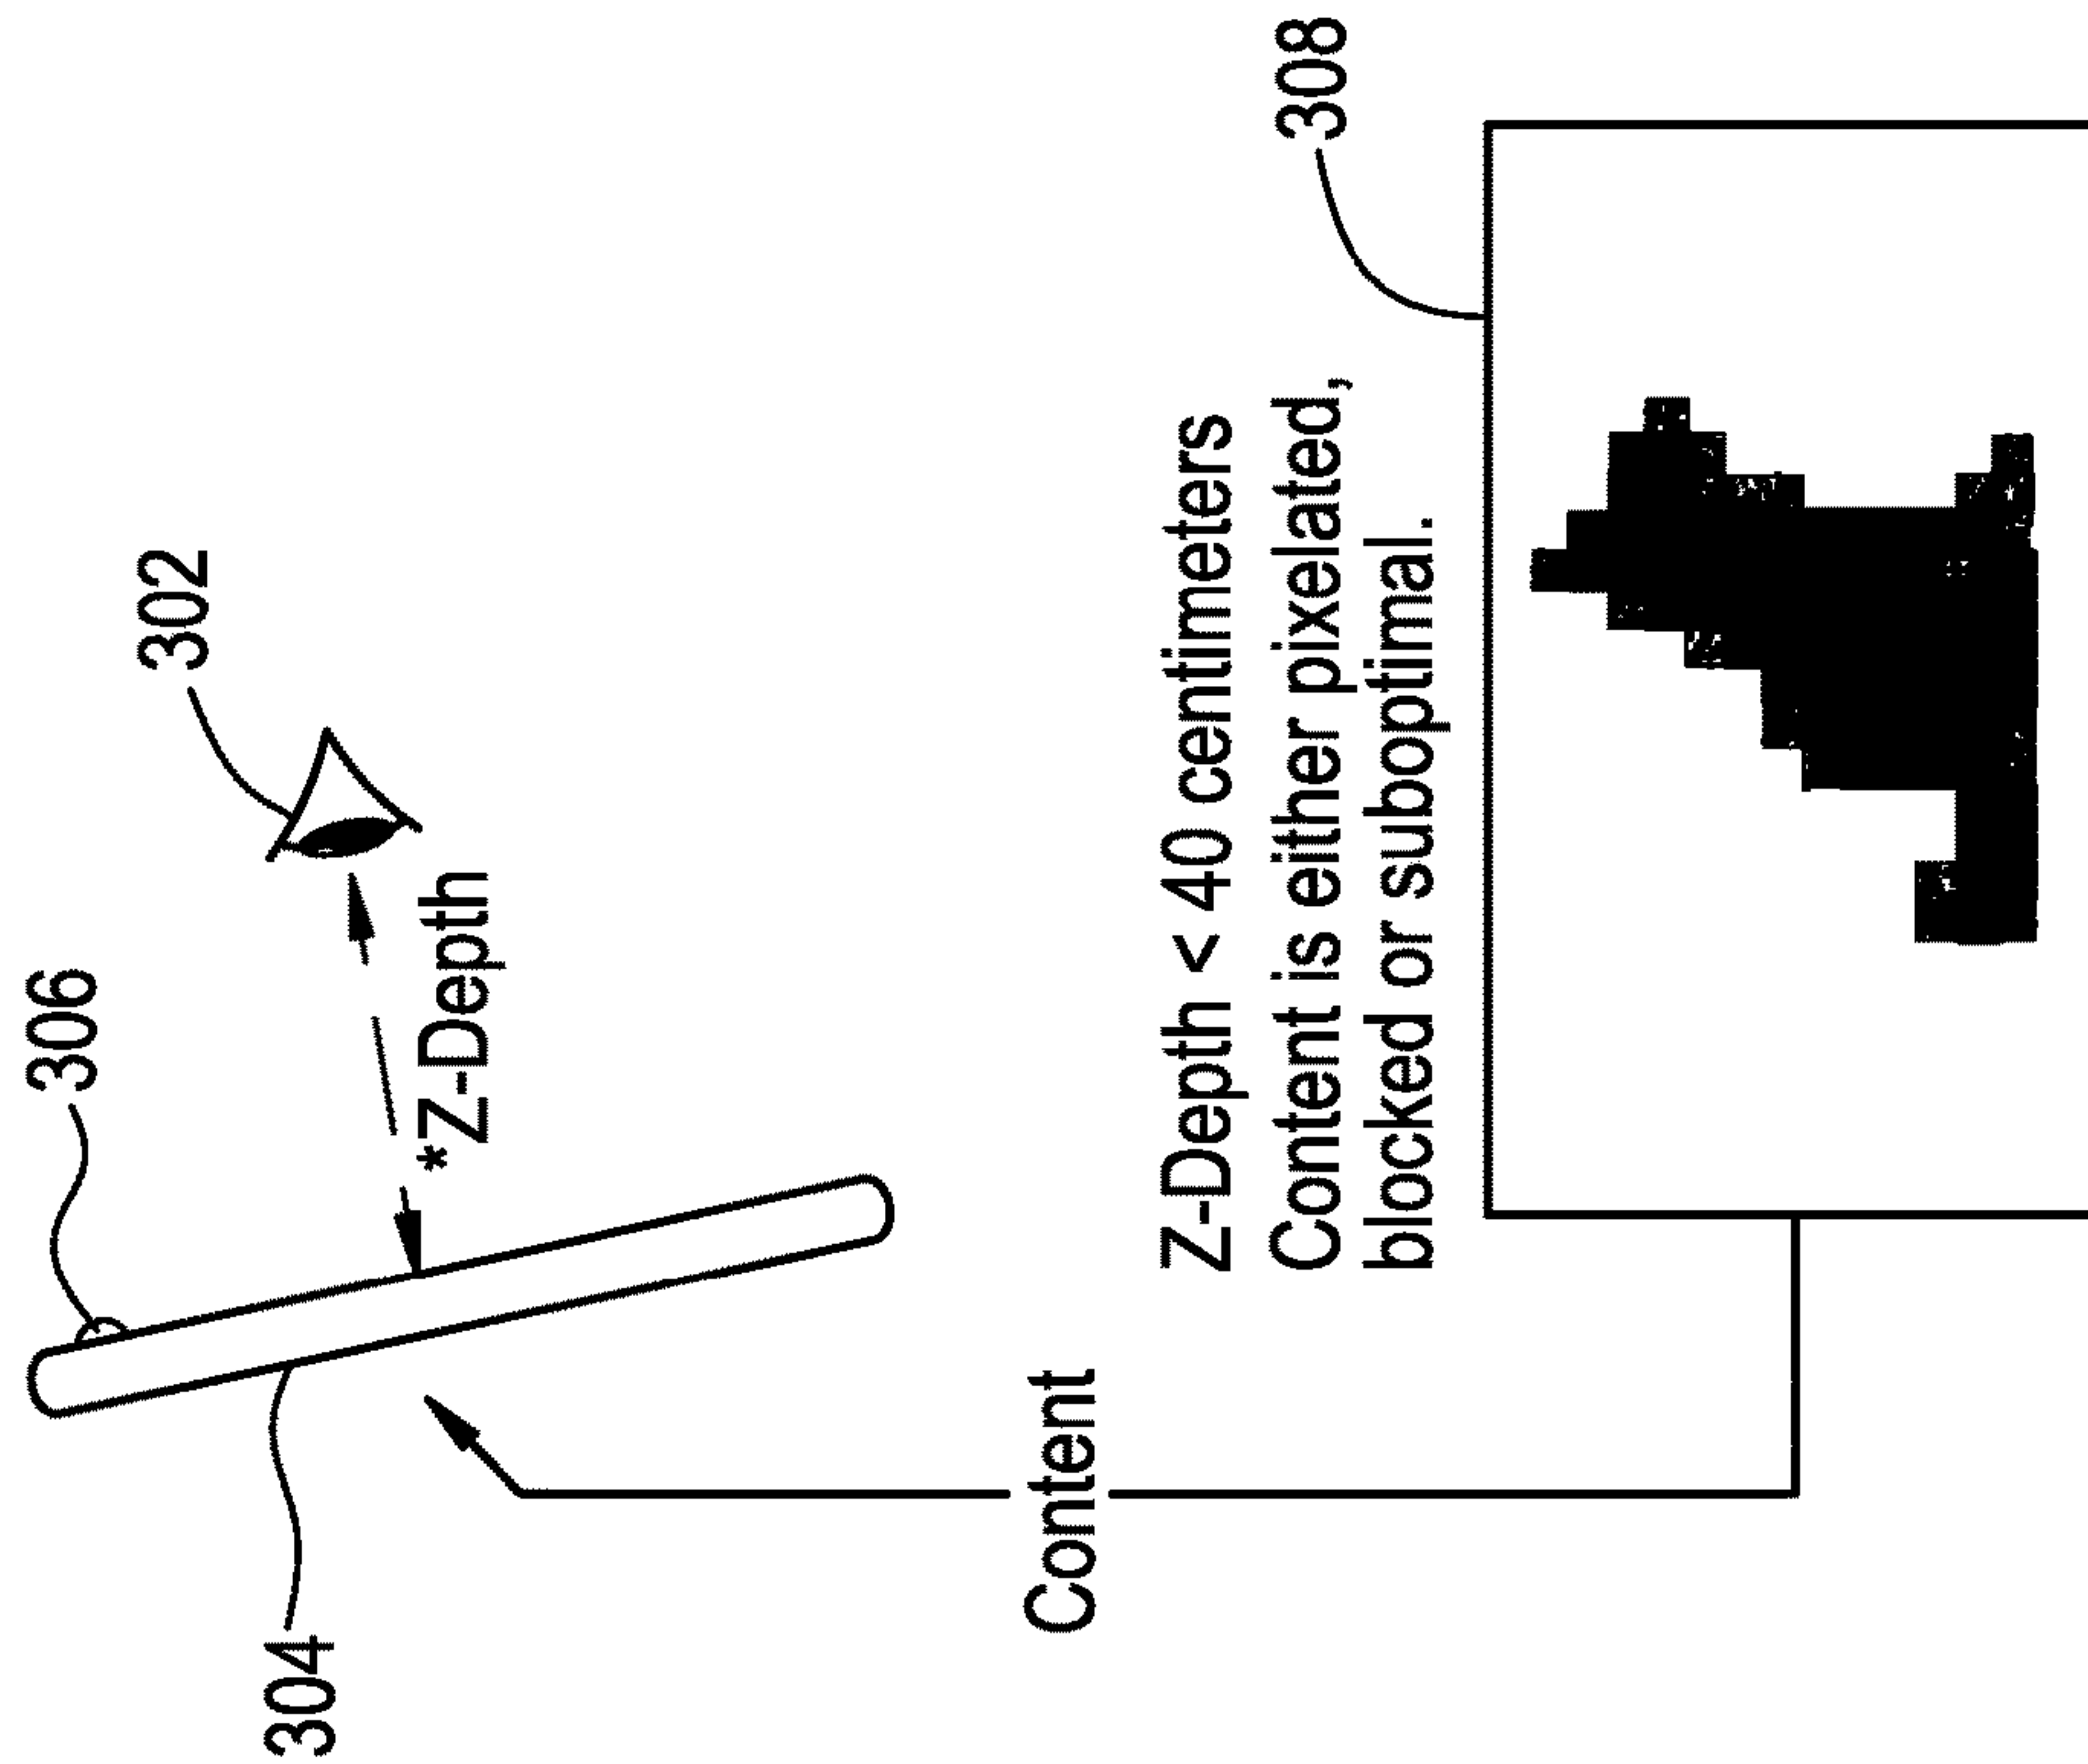 306
302
304
*Z-Depth
Content
Z-Depth < 40 centimeters
Content is either pixelated,
blocked or suboptimal.
308